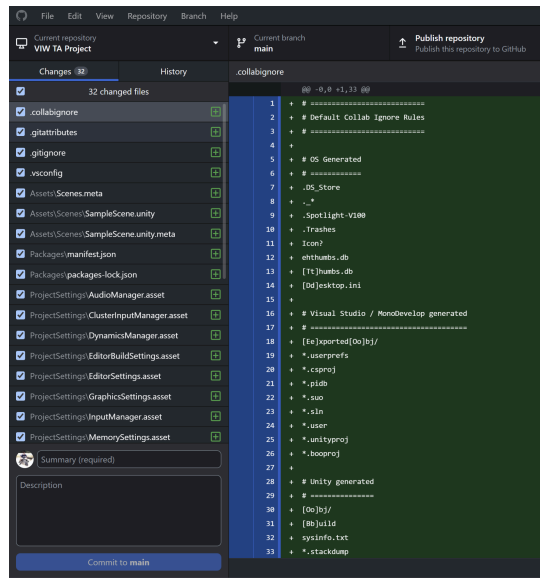 File Edit View Repository Branch Help
Current repository
VIW TA Project
Current branch
main
Publish repository
Publish this repository to GitHub
Changes 32
History
32 changed files
.collabignore
.gitattributes
.gitignore
.vsconfig
Assets\Scenes.meta
Assets\Scenes\SampleScene.unity
Assets\Scenes\SampleScene.unity.meta
Packages\manifest.json
Packages\packages-lock.json
ProjectSettings\AudioManager.asset
ProjectSettings\ClusterInputManager.asset
ProjectSettings\DynamicsManager.asset
ProjectSettings\EditorBuildSettings.asset
ProjectSettings\EditorSettings.asset
ProjectSettings\GraphicsSettings.asset
ProjectSettings\InputManager.asset
ProjectSettings\MemorySettings.asset
Summary (required)
Description
Commit to main
.collabignore
@@ -0,0 +1,33 @@
1 + # ===========================
2 + # Default Collab Ignore Rules
3 + # ===========================
4 +
5 + # OS Generated
6 + # ============
7 + .DS_Store
8 + ._*
9 + .Spotlight-V100
10 + .Trashes
11 + Icon?
12 + ehthumbs.db
13 + [Tt]humbs.db
14 + [Dd]esktop.ini
15 +
16 + # Visual Studio / MonoDevelop generated
17 + # =====================================
18 + [Ee]xported[Oo]bj/
19 + *.userprefs
20 + *.csproj
21 + *.pidb
22 + *.suo
23 + *.sln
24 + *.user
25 + *.unityproj
26 + *.booproj
27 +
28 + # Unity generated
29 + # ===============
30 + [Oo]bj/
31 + [Bb]uild
32 + sysinfo.txt
33 + *.stackdump